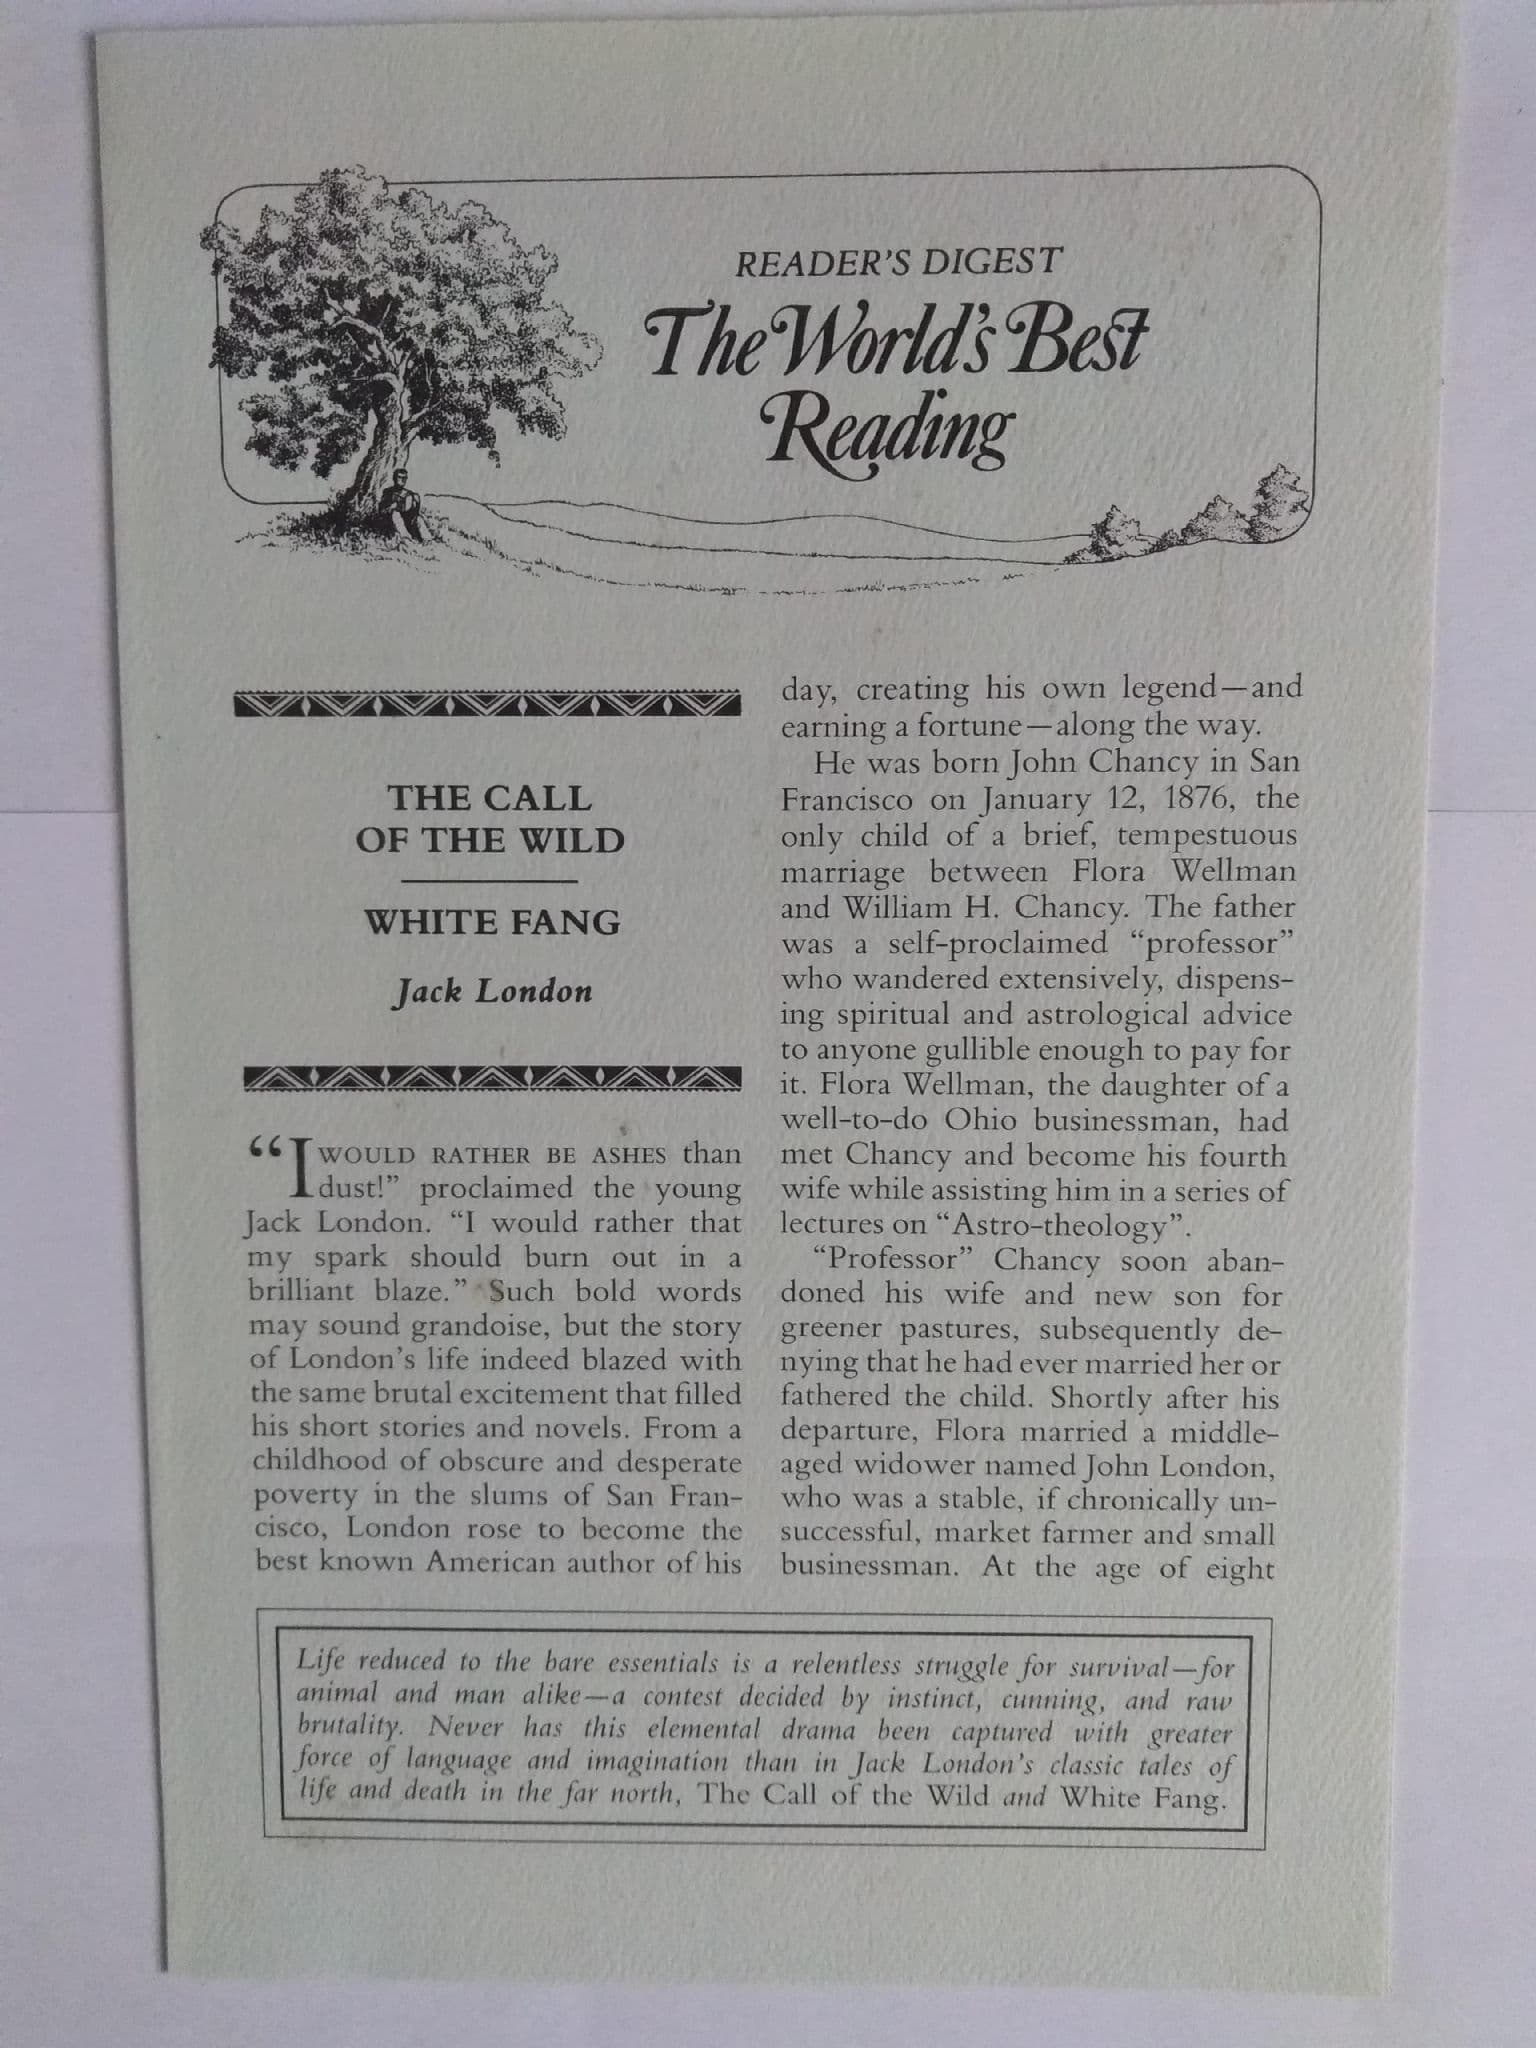 READER'S DIGEST
The World's Best
Reading
THE CALL
OF THE WILD
WHITE FANG
Jack London
“I WOULD RATHER BE ASHES than
dust!” proclaimed the young
Jack London. “I would rather that
my spark should burn out in a
brilliant blaze.” Such bold words
may sound grandoise, but the story
of London’s life indeed blazed with
the same brutal excitement that filled
his short stories and novels. From a
childhood of obscure and desperate
poverty in the slums of San Fran-
cisco, London rose to become the
best known American author of his
day, creating his own legend—and
earning a fortune—along the way.
He was born John Chancy in San
Francisco on January 12, 1876, the
only child of a brief, tempestuous
marriage between Flora Wellman
and William H. Chancy. The father
was a self-proclaimed “professor”
who wandered extensively, dispens-
ing spiritual and astrological advice
to anyone gullible enough to pay for
it. Flora Wellman, the daughter of a
well-to-do Ohio businessman, had
met Chancy and become his fourth
wife while assisting him in a series of
lectures on “Astro-theology”.
“Professor” Chancy soon aban-
doned his wife and new son for
greener pastures, subsequently de-
nying that he had ever married her or
fathered the child. Shortly after his
departure, Flora married a middle-
aged widower named John London,
who was a stable, if chronically un-
successful, market farmer and small
businessman. At the age of eight
Life reduced to the bare essentials is a relentless struggle for survival—for
animal and man alike—a contest decided by instinct, cunning, and raw
brutality. Never has this elemental drama been captured with greater
force of language and imagination than in Jack London’s classic tales of
life and death in the far north, The Call of the Wild and White Fang.